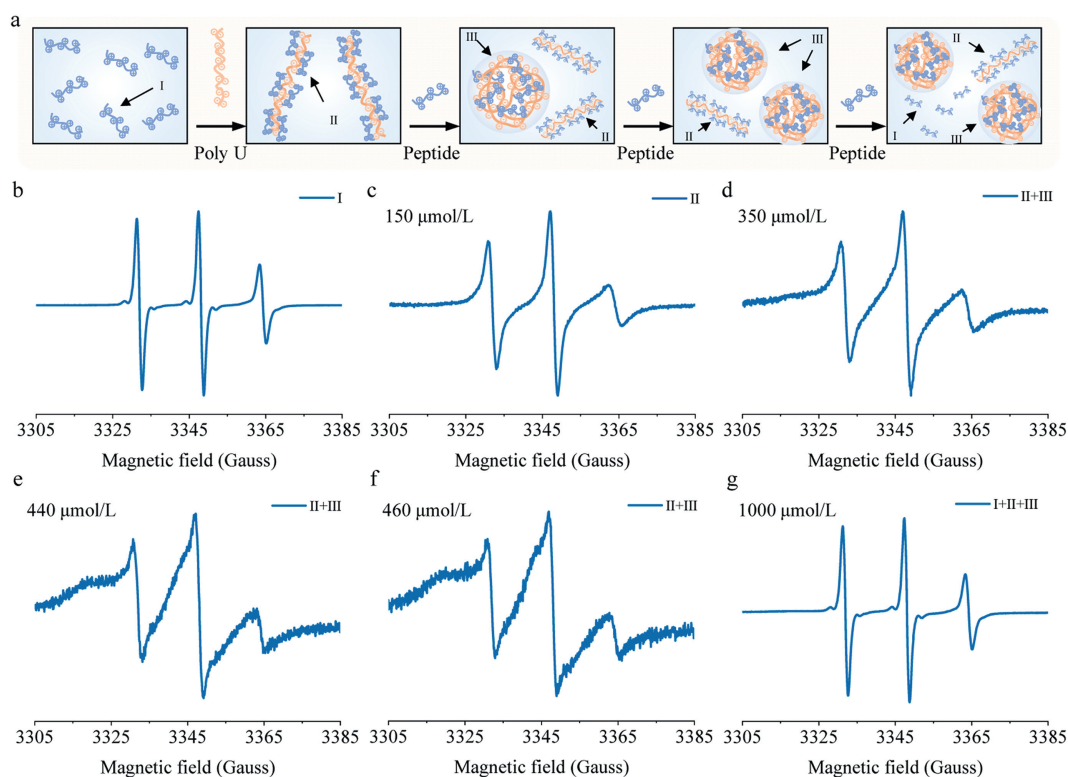 a
I
Poly U
II
Peptide
III
II
Peptide
III
II
Peptide
II
I
III
b
I
3305 3325 3345 3365 3385
Magnetic field (Gauss)
c
150 μmol/L
II
3305 3325 3345 3365 3385
Magnetic field (Gauss)
d
350 μmol/L
II+III
3305 3325 3345 3365 3385
Magnetic field (Gauss)
e
440 μmol/L
II+III
3305 3325 3345 3365 3385
Magnetic field (Gauss)
f
460 μmol/L
II+III
3305 3325 3345 3365 3385
Magnetic field (Gauss)
g
1000 μmol/L
I+II+III
3305 3325 3345 3365 3385
Magnetic field (Gauss)